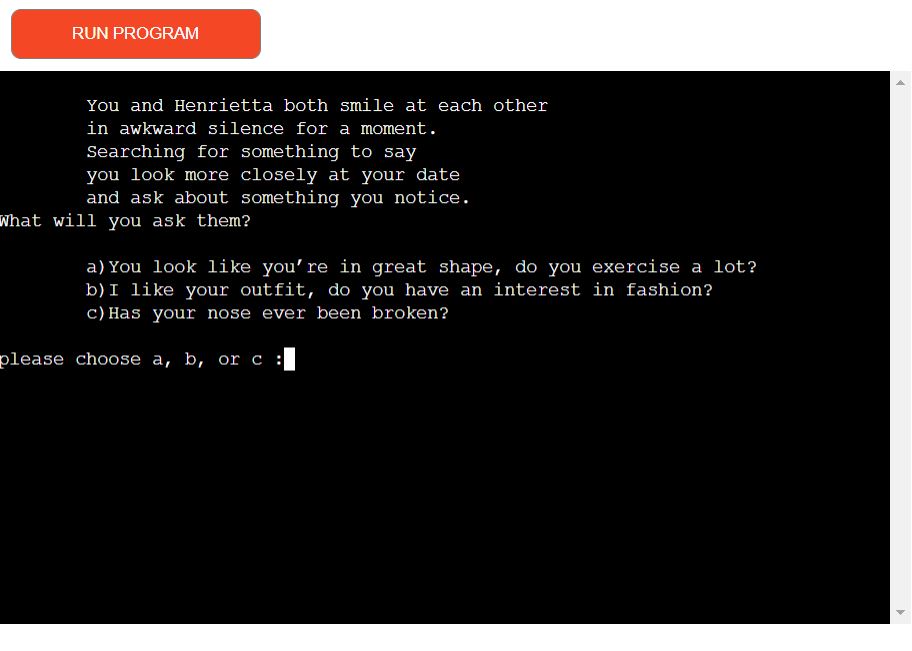 RUN PROGRAM
You and Henrietta both smile at each other
in awkward silence for a moment.
Searching for something to say
you look more closely at your date
and ask about something you notice.
What will you ask them?
a)You look like you’re in great shape, do you exercise a lot?
b)I like your outfit, do you have an interest in fashion?
c)Has your nose ever been broken?
please choose a, b, or c :